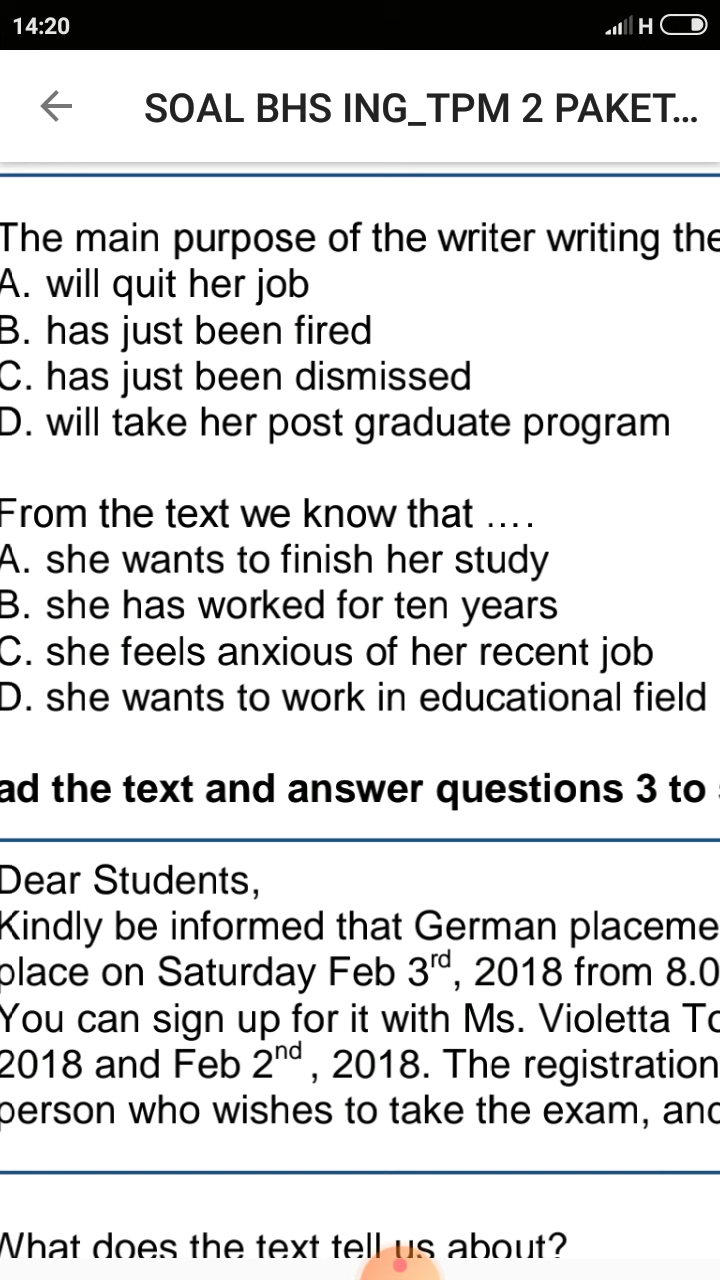 14:20 H
SOAL BHS ING_TPM 2 PAKET...
The main purpose of the writer writing the
A. will quit her job
B. has just been fired
C. has just been dismissed
D. will take her post graduate program
From the text we know that ....
A. she wants to finish her study
B. she has worked for ten years
C. she feels anxious of her recent job
D. she wants to work in educational field
ad the text and answer questions 3 to
Dear Students,
Kindly be informed that German placeme
place on Saturday Feb 3rd, 2018 from 8.0
You can sign up for it with Ms. Violetta To
2018 and Feb 2nd , 2018. The registration
person who wishes to take the exam, and
What does the text tell us about?